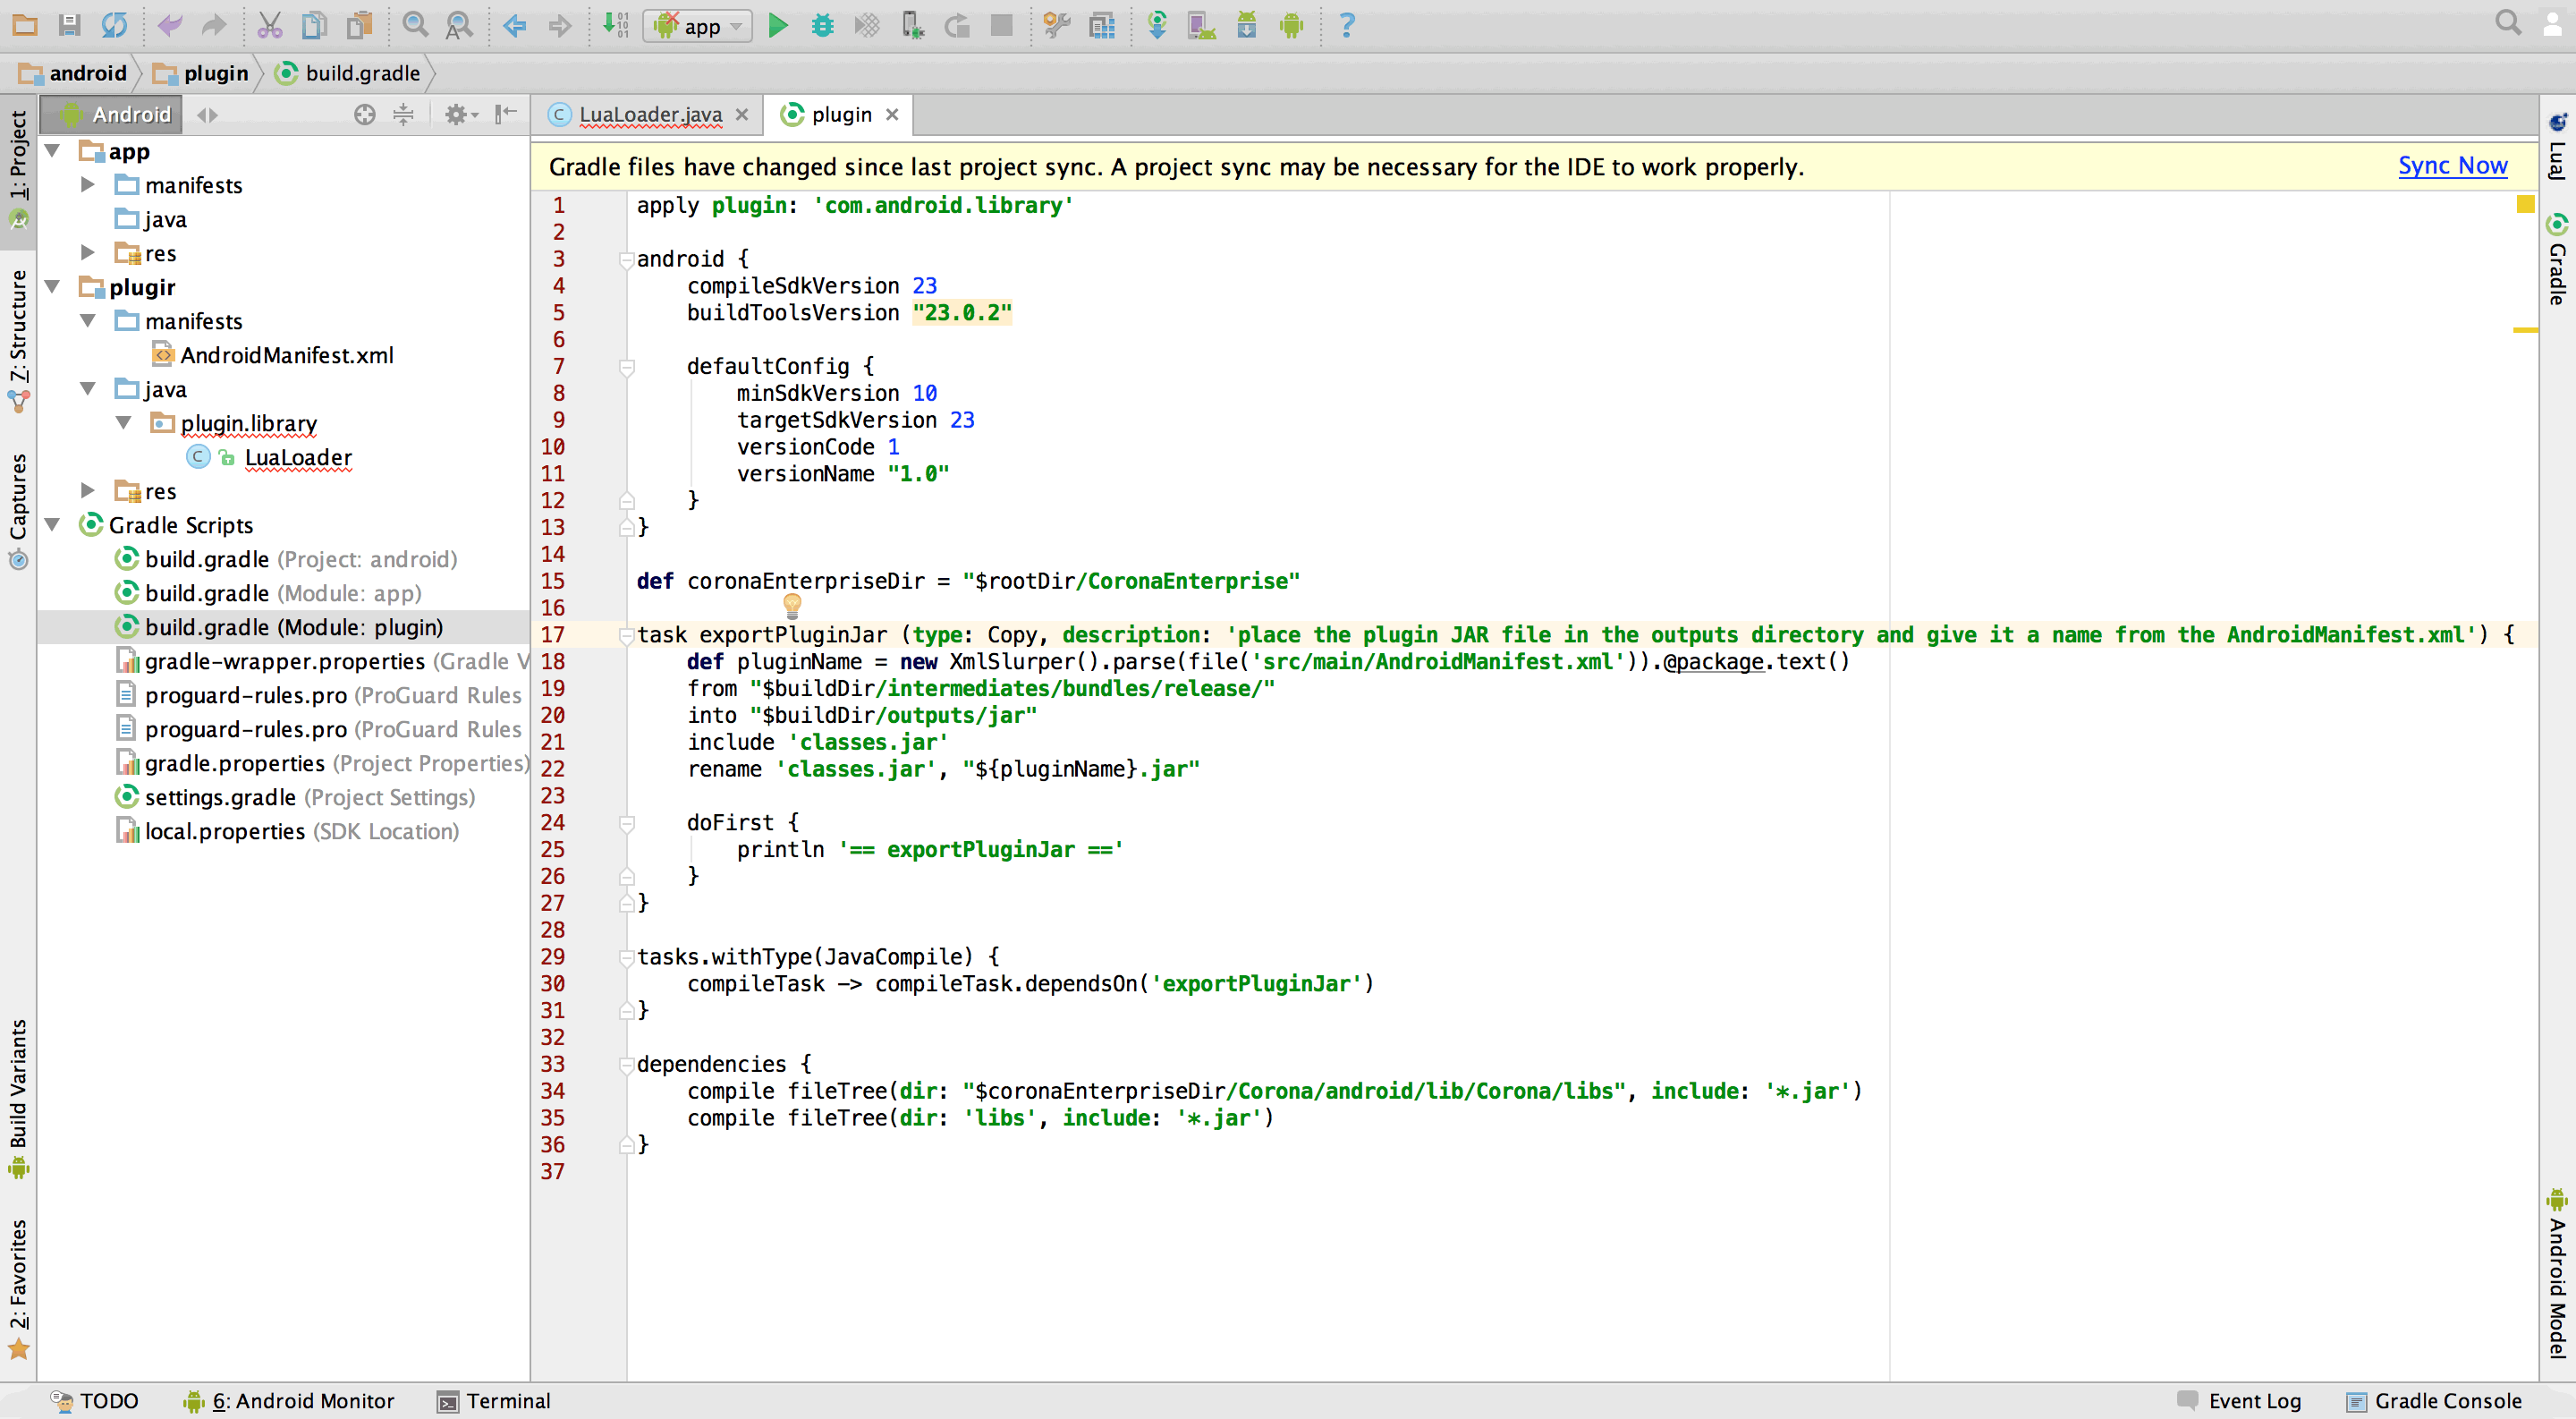 app
android
plugin
build.gradle
Android
LuaLoader.java
plugin
1: Project
7: Structure
Captures
Build Variants
2: Favorites
app
manifests
java
res
plugir
manifests
AndroidManifest.xml
java
plugin.library
LuaLoader
res
Gradle Scripts
build.gradle (Project: android)
build.gradle (Module: app)
build.gradle (Module: plugin)
gradle-wrapper.properties (Gradle V
proguard-rules.pro (ProGuard Rules
proguard-rules.pro (ProGuard Rules
gradle.properties (Project Properties)
settings.gradle (Project Settings)
local.properties (SDK Location)
Gradle files have changed since last project sync. A project sync may be necessary for the IDE to work properly.
Sync Now
1 apply plugin: 'com.android.library'
2
3 android {
4 compileSdkVersion 23
5 buildToolsVersion "23.0.2"
6
7 defaultConfig {
8 minSdkVersion 10
9 targetSdkVersion 23
10 versionCode 1
11 versionName "1.0"
12 }
13 }
14
15 def coronaEnterpriseDir = "$rootDir/CoronaEnterprise"
16
17 task exportPluginJar (type: Copy, description: 'place the plugin JAR file in the outputs directory and give it a name from the AndroidManifest.xml') {
18 def pluginName = new XmlSlurper().parse(file('src/main/AndroidManifest.xml')).@package.text()
19 from "$buildDir/intermediates/bundles/release/"
20 into "$buildDir/outputs/jar"
21 include 'classes.jar'
22 rename 'classes.jar', "${pluginName}.jar"
23
24 doFirst {
25 println '== exportPluginJar =='
26 }
27 }
28
29 tasks.withType(JavaCompile) {
30 compileTask -> compileTask.dependsOn('exportPluginJar')
31 }
32
33 dependencies {
34 compile fileTree(dir: "$coronaEnterpriseDir/Corona/android/lib/Corona/libs", include: '*.jar')
35 compile fileTree(dir: 'libs', include: '*.jar')
36 }
37
LuaJ
Gradle
Android Model
TODO
6: Android Monitor
Terminal
Event Log
Gradle Console